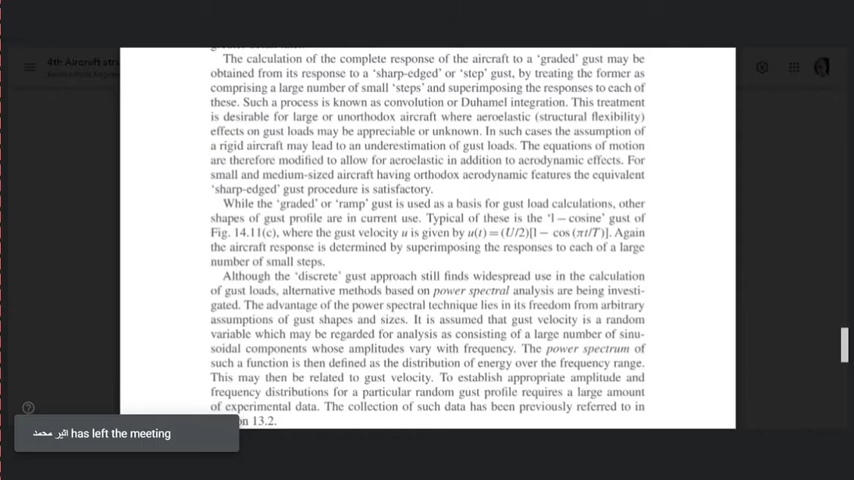 4th Aircraft stru
The calculation of the complete response of the aircraft to a 'graded' gust may be
obtained from its response to a 'sharp-edged' or 'step' gust, by treating the former as
comprising a large number of small 'steps' and superimposing the responses to each of
these. Such a process is known as convolution or Duhamel integration. This treatment
is desirable for large or unorthodox aircraft where aeroelastic (structural flexibility)
effects on gust loads may be appreciable or unknown. In such cases the assumption of
a rigid aircraft may lead to an underestimation of gust loads. The equations of motion
are therefore modified to allow for aeroelastic in addition to aerodynamic effects. For
small and medium-sized aircraft having orthodox aerodynamic features the equivalent
'sharp-edged' gust procedure is satisfactory.
While the 'graded' or 'ramp' gust is used as a basis for gust load calculations, other
shapes of gust profile are in current use. Typical of these is the '1 − cosine' gust of
Fig. 14.11(c), where the gust velocity u is given by u(t) = (U/2)[1 − cos (πt/T)]. Again
the aircraft response is determined by superimposing the responses to each of a large
number of small steps.
Although the 'discrete' gust approach still finds widespread use in the calculation
of gust loads, alternative methods based on power spectral analysis are being investi-
gated. The advantage of the power spectral technique lies in its freedom from arbitrary
assumptions of gust shapes and sizes. It is assumed that gust velocity is a random
variable which may be regarded for analysis as consisting of a large number of sinu-
soidal components whose amplitudes vary with frequency. The power spectrum of
such a function is then defined as the distribution of energy over the frequency range.
This may then be related to gust velocity. To establish appropriate amplitude and
frequency distributions for a particular random gust profile requires a large amount
of experimental data. The collection of such data has been previously referred to in
on 13.2.
اثير محمد has left the meeting